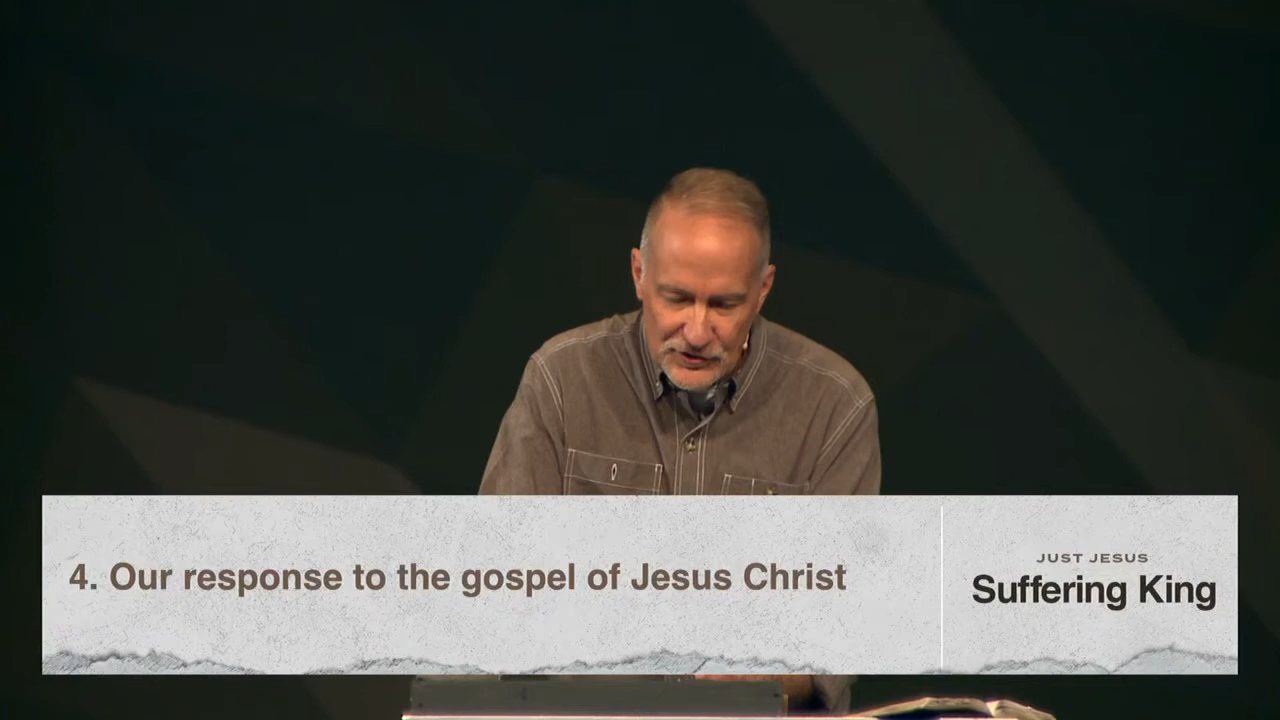 4. Our response to the gospel of Jesus Christ
JUST JESUS
Suffering King